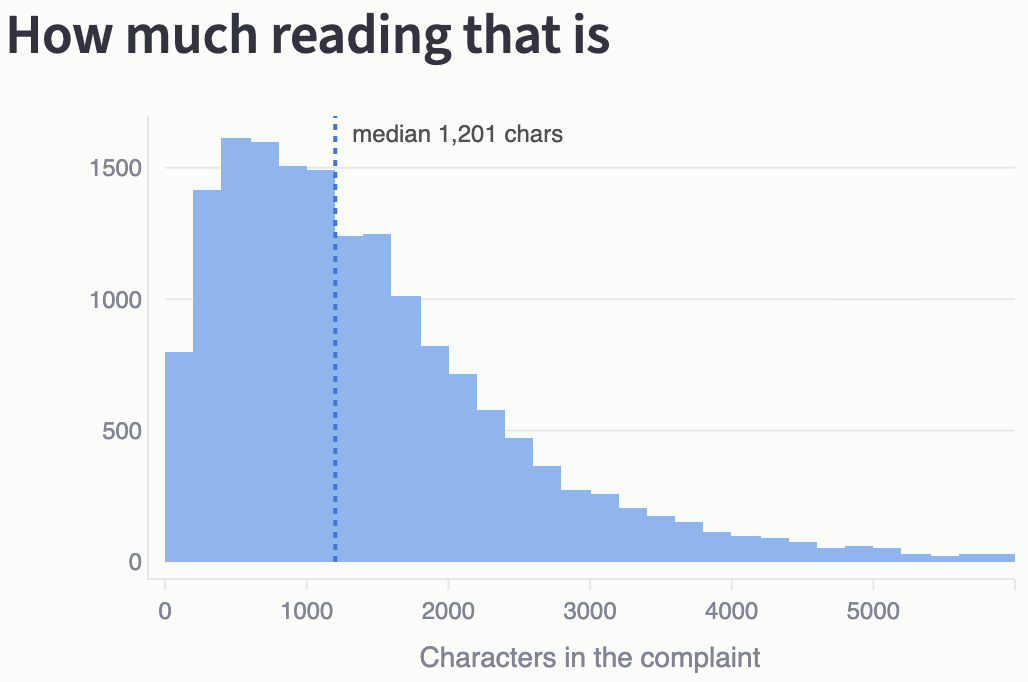 How much reading that is
median 1,201 chars
1500
1000
500
0
0 1000 2000 3000 4000 5000
Characters in the complaint